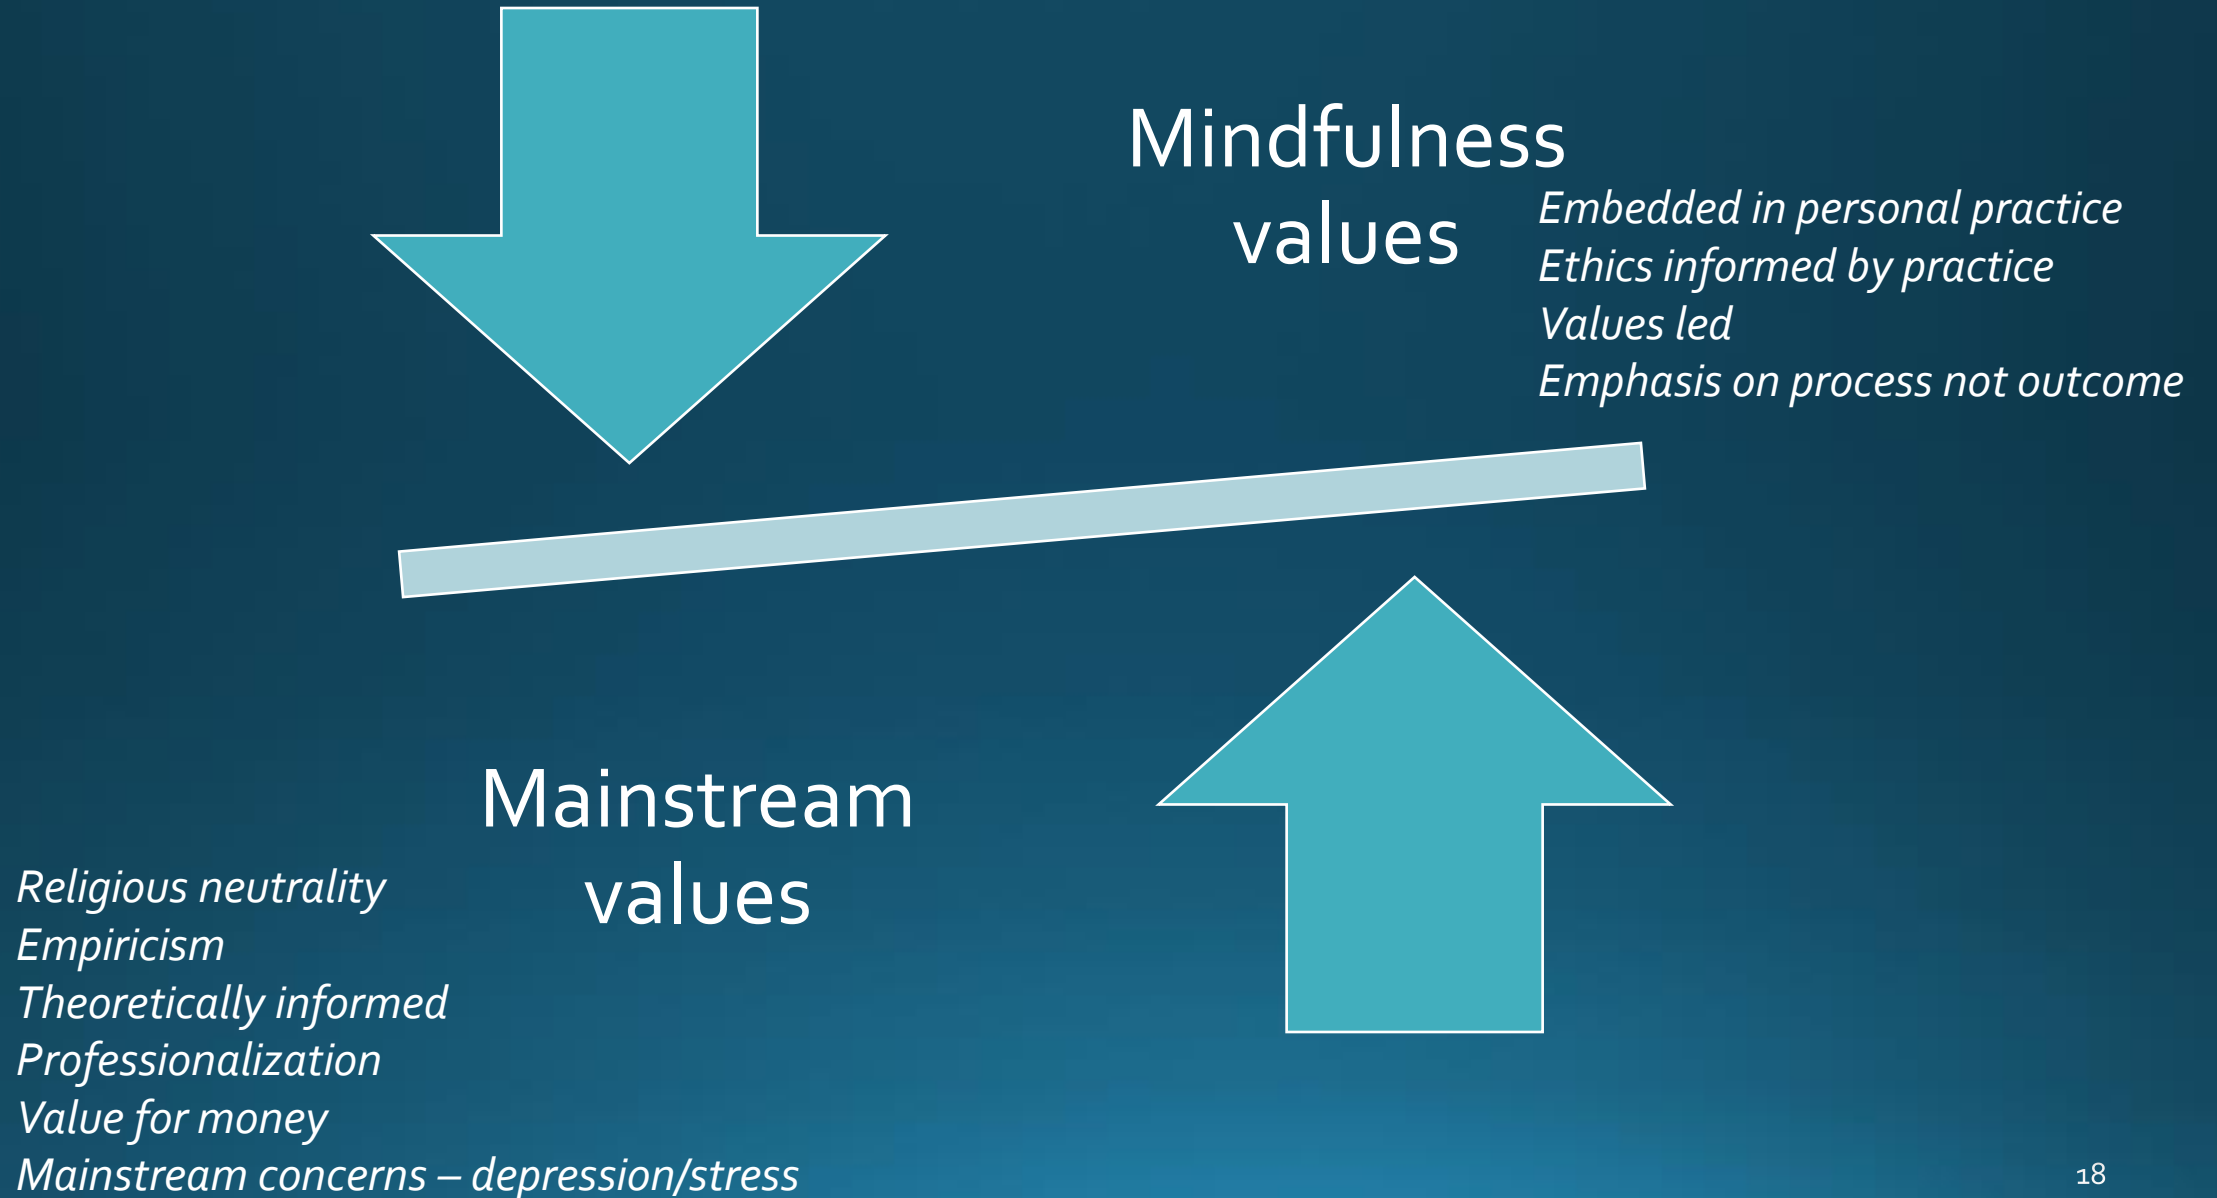 Mindfulness
values
Embedded in personal practice
Ethics informed by practice
Values led
Emphasis on process not outcome
Mainstream
values
Religious neutrality
Empiricism
Theoretically informed
Professionalization
Value for money
Mainstream concerns – depression/stress
18